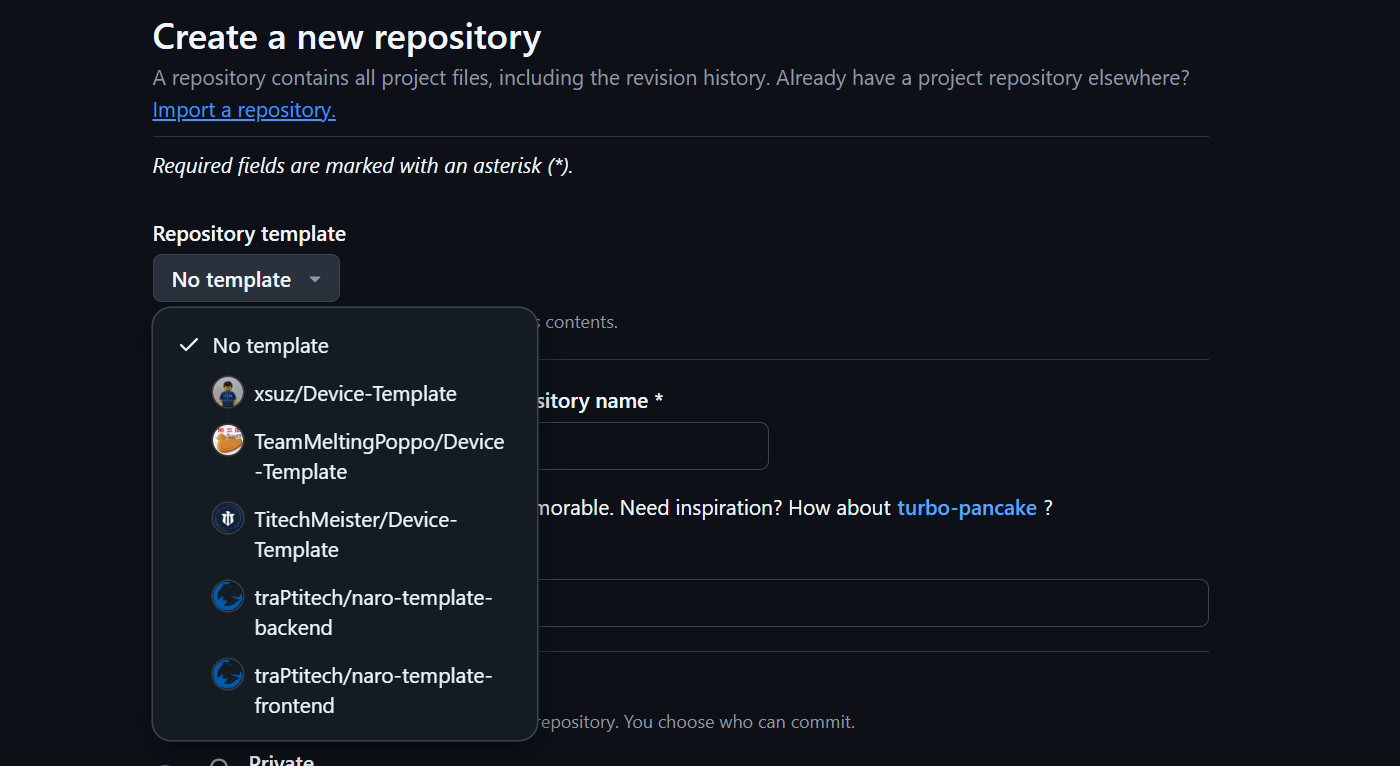 Create a new repository
A repository contains all project files, including the revision history. Already have a project repository elsewhere?
Import a repository.
Required fields are marked with an asterisk (*).
Repository template
No template
contents.
No template
xsuz/Device-Template
TeamMeltingPoppo/Device
-Template
TitechMeister/Device-
Template
traPtitech/naro-template-
backend
traPtitech/naro-template-
frontend
sitory name *
morable. Need inspiration? How about turbo-pancake ?
repository. You choose who can commit.
Private